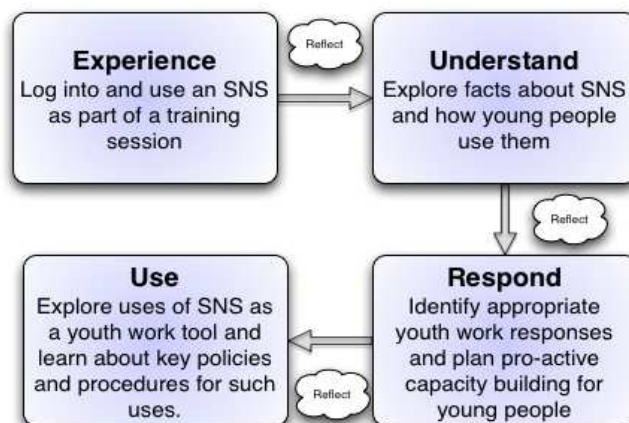 Experience
Log into and use an SNS
as part of a training
session
Reflect
Understand
Explore facts about SNS
and how young people
use them
Reflect
Respond
Identify appropriate
youth work responses
and plan pro-active
capacity building for
young people
Reflect
Use
Explore uses of SNS as
a youth work tool and
learn about key policies
and procedures for such
uses.